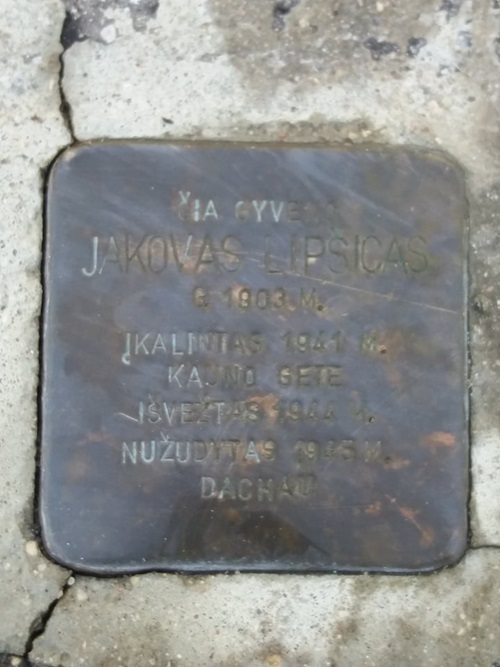 ČIA GYVENO
JAKOVAS LIPŠICAS
G. 1903 M.
ĮKALINTAS 1941 M.
KAUNO GETE
IŠVEŽTAS 1944 M.
NUŽUDYTAS 1945 M.
DACHAU